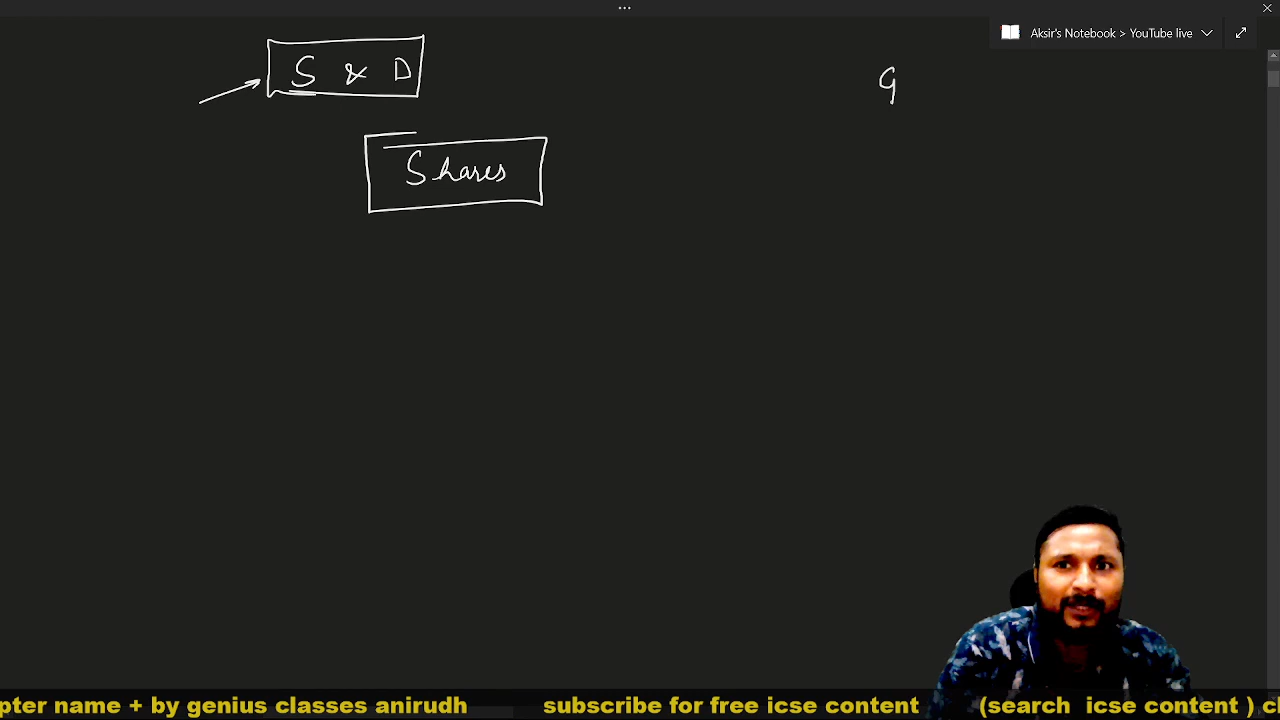 Aksir's Notebook > YouTube live
S & D
G
Shares
pter name + by genius classes anirudh subscribe for free icse content (search icse content ) c